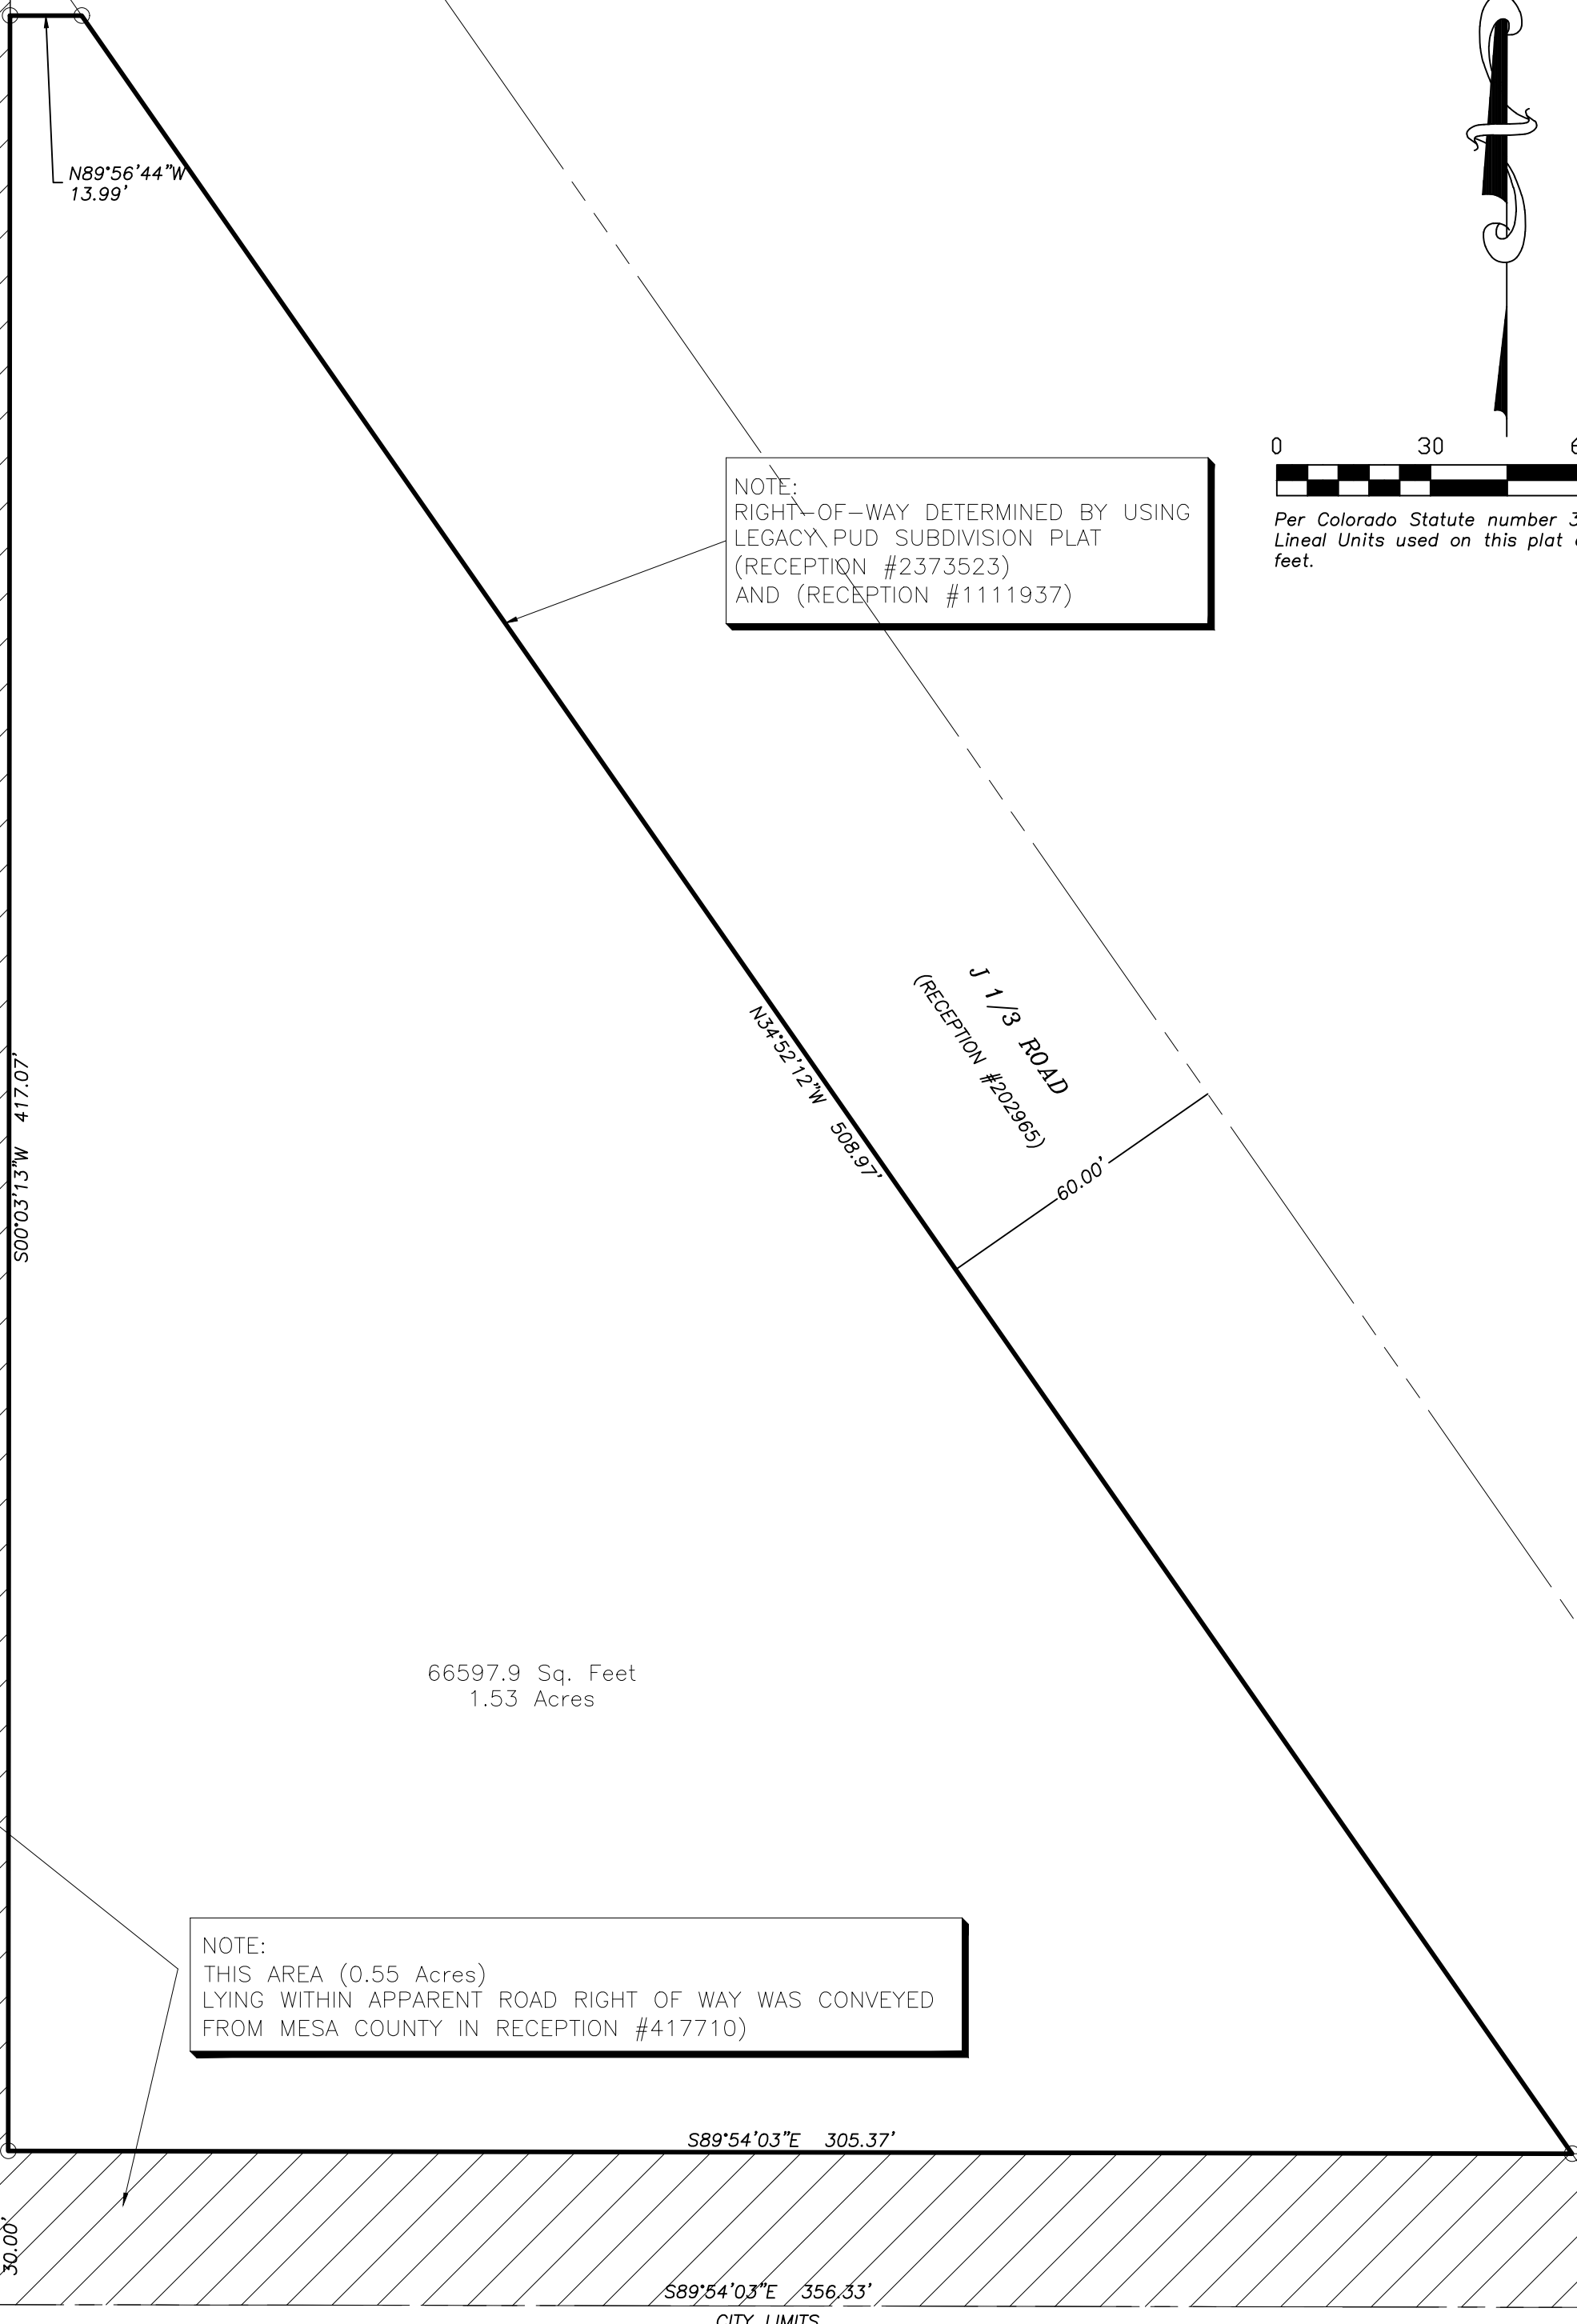 N89°56'44"W
13.99'
0 30
Per Colorado Statute number
Lineal Units used on this plat
feet.
NOTE:
RIGHT-OF-WAY DETERMINED BY USING
LEGACY PUD SUBDIVISION PLAT
(RECEPTION #2373523)
AND (RECEPTION #1111937)
J 1/3 ROAD
(RECEPTION #202965)
N34°52'12"W 508.97'
60.00'
S00°03'13"W 417.07'
66597.9 Sq. Feet
1.53 Acres
NOTE:
THIS AREA (0.55 Acres)
LYING WITHIN APPARENT ROAD RIGHT OF WAY WAS CONVEYED
FROM MESA COUNTY IN RECEPTION #417710)
S89°54'03"E 305.37'
30.00'
S89°54'03"E 356.33'
CITY LIMITS